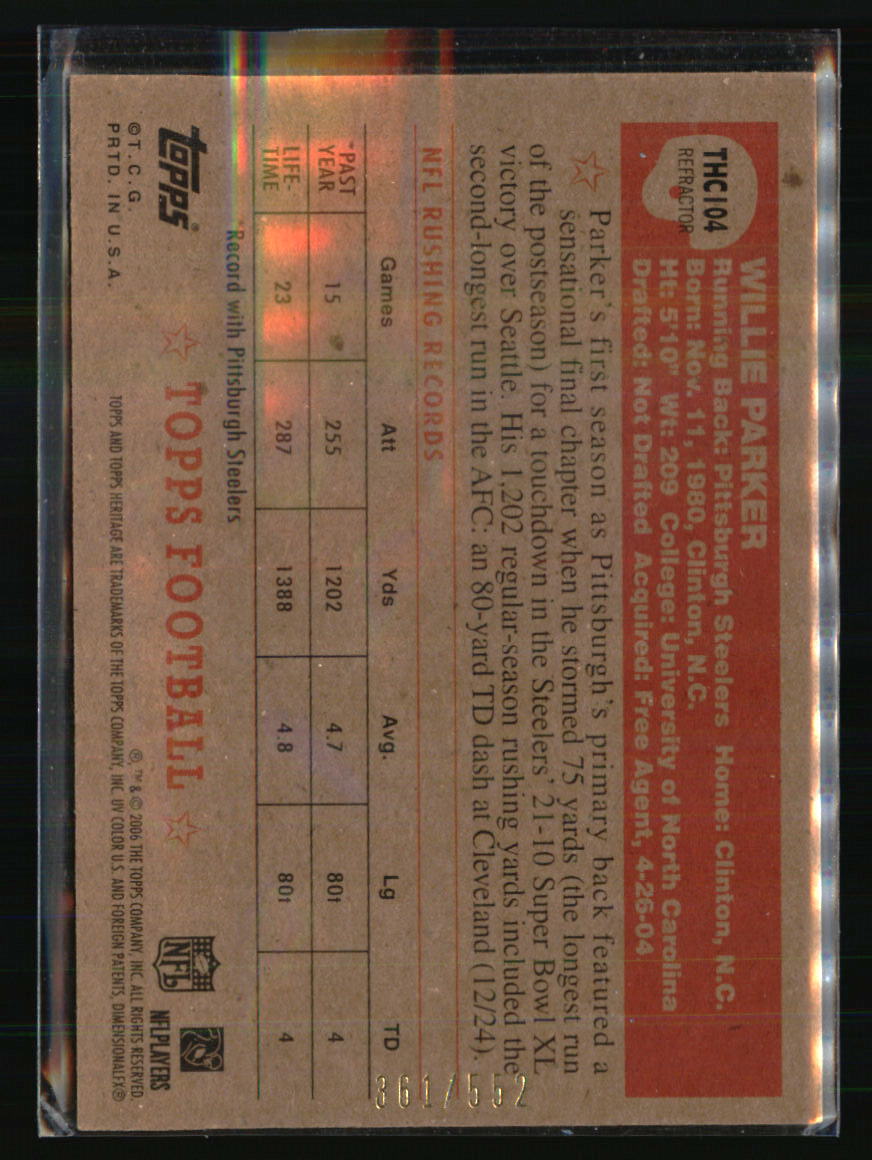 THC104
REFRACTOR
WILLIE PARKER
Running Back: Pittsburgh Steelers Home: Clinton, N.C.
Born: Nov. 11, 1980, Clinton, N.C.
Ht: 5'10" Wt: 209 College: University of North Carolina
Drafted: Not Drafted Acquired: Free Agent, 4-26-04
Parker's first season as Pittsburgh's primary back featured a
sensational final chapter when he stormed 75 yards (the longest run
of the postseason) for a touchdown in the Steelers' 21-10 Super Bowl XL
victory over Seattle. His 1,202 regular-season rushing yards included the
second-longest run in the AFC: an 80-yard TD dash at Cleveland (12/24).
NFL RUSHING RECORDS
Games Att Yds Avg. Lg TD
*PAST YEAR 15 255 1202 4.7 80t 4
LIFE-TIME 23 287 1388 4.8 80t 4
*Record with Pittsburgh Steelers
361/552
topps®
TOPPS FOOTBALL
NFL
NFLPLAYERS
©T.C.G.
PRTD. IN U.S.A.
®, ™ & © 2006 THE TOPPS COMPANY, INC. ALL RIGHTS RESERVED.
TOPPS AND TOPPS HERITAGE ARE TRADEMARKS OF THE TOPPS COMPANY, INC. UV COLOR U.S. AND FOREIGN PATENTS, DIMENSIONALFX®